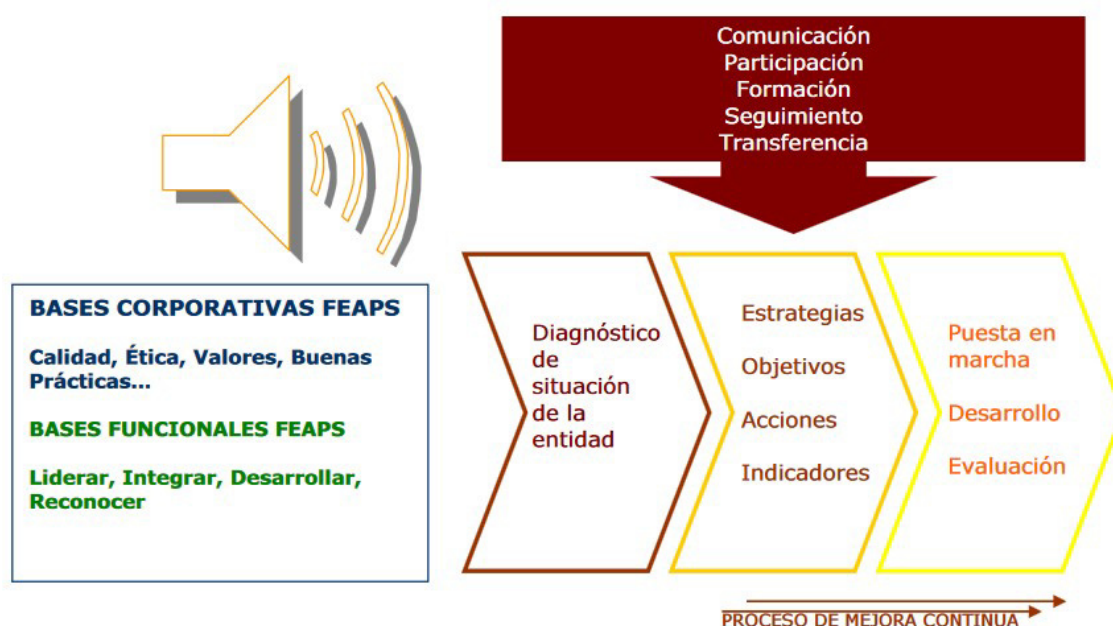 Comunicación
Participación
Formación
Seguimiento
Transferencia
BASES CORPORATIVAS FEAPS
Calidad, Ética, Valores, Buenas
Prácticas...
BASES FUNCIONALES FEAPS
Liderar, Integrar, Desarrollar,
Reconocer
Diagnóstico
de
situación
de la
entidad
Estrategias
Objetivos
Acciones
Indicadores
Puesta en
marcha
Desarrollo
Evaluación
PROCESO DE MEJORA CONTINUA